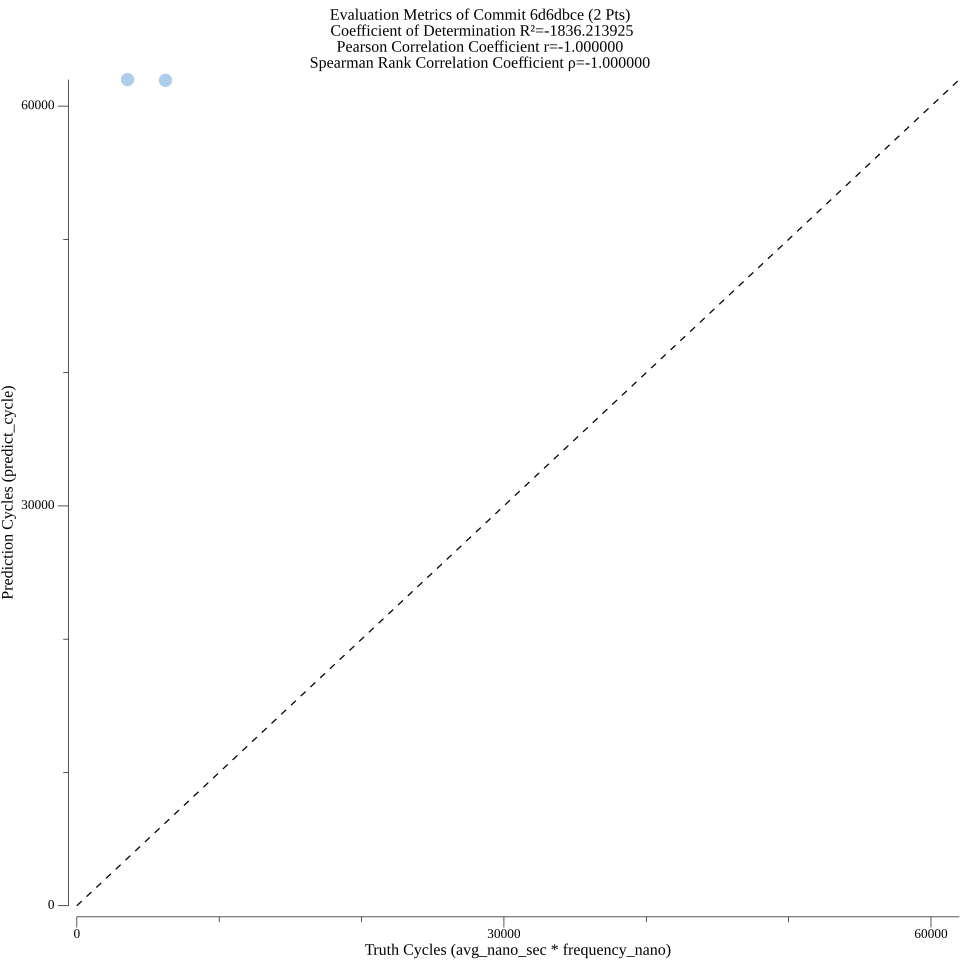 Evaluation Metrics of Commit 6d6dbce (2 Pts)
Coefficient of Determination R²=-1836.213925
Pearson Correlation Coefficient r=-1.000000
Spearman Rank Correlation Coefficient ρ=-1.000000
60000
30000
0
Prediction Cycles (predict_cycle)
0
30000
60000
Truth Cycles (avg_nano_sec * frequency_nano)